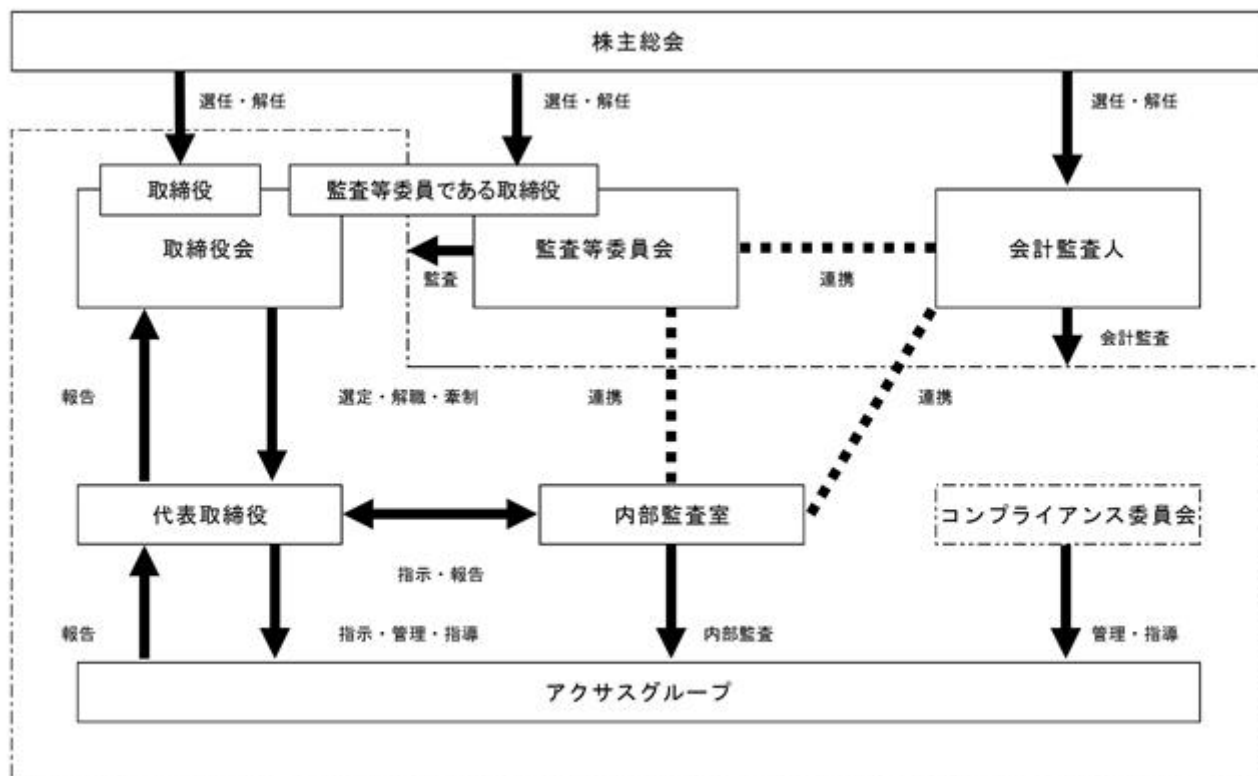 株主総会
選任・解任
選任・解任
選任・解任
取締役
監査等委員である取締役
取締役会
監査等委員会
会計監査人
監査
連携
会計監査
報告
選定・解職・牽制
連携
連携
代表取締役
内部監査室
コンプライアンス委員会
指示・報告
報告
指示・管理・指導
内部監査
管理・指導
アクサスグループ